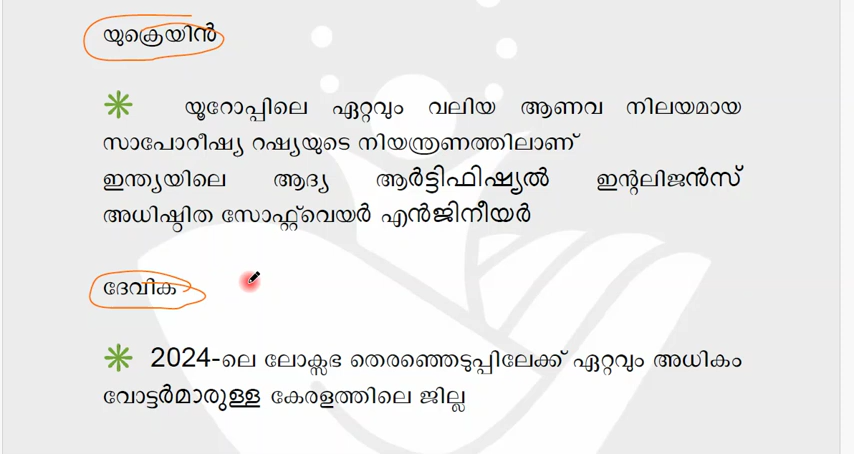 യുക്രെയിൻ
✳ യൂറോപ്പിലെ ഏറ്റവും വലിയ ആണവ നിലയമായ
സാപോറീഷ്യ റഷ്യയുടെ നിയന്ത്രണത്തിലാണ്
ഇന്ത്യയിലെ ആദ്യ ആർട്ടിഫിഷ്യൽ ഇന്റലിജൻസ്
അധിഷ്ഠിത സോഫ്റ്റ്‌വെയർ എൻജിനീയർ
ദേവിക
✳ 2024-ലെ ലോക്സഭ തെരഞ്ഞെടുപ്പിലേക്ക് ഏറ്റവും അധികം
വോട്ടർമാരുള്ള കേരളത്തിലെ ജില്ല